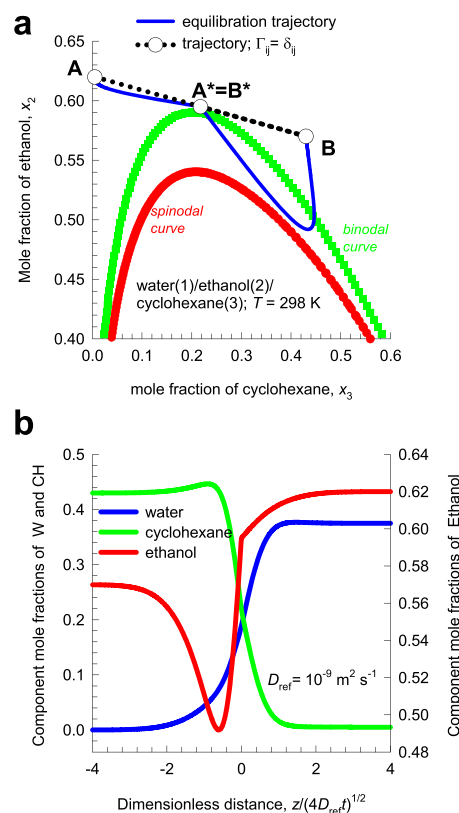 a
equilibration trajectory
trajectory; Γij= δij
0.65
A
A*=B*
0.60
B
0.55
0.50
0.45
0.40
Mole fraction of ethanol, x2
spinodal
curve
binodal
curve
water(1)/ethanol(2)/
cyclohexane(3); T = 298 K
0.0 0.1 0.2 0.3 0.4 0.5 0.6
mole fraction of cyclohexane, x3
b
0.5
0.4
0.3
0.2
0.1
0.0
Component mole fractions of W and CH
water
cyclohexane
ethanol
Dref= 10-9 m2 s-1
0.64
0.62
0.60
0.58
0.56
0.54
0.52
0.50
0.48
Component mole fractions of Ethanol
-4 -2 0 2 4
Dimensionless distance, z/(4Dreft)1/2